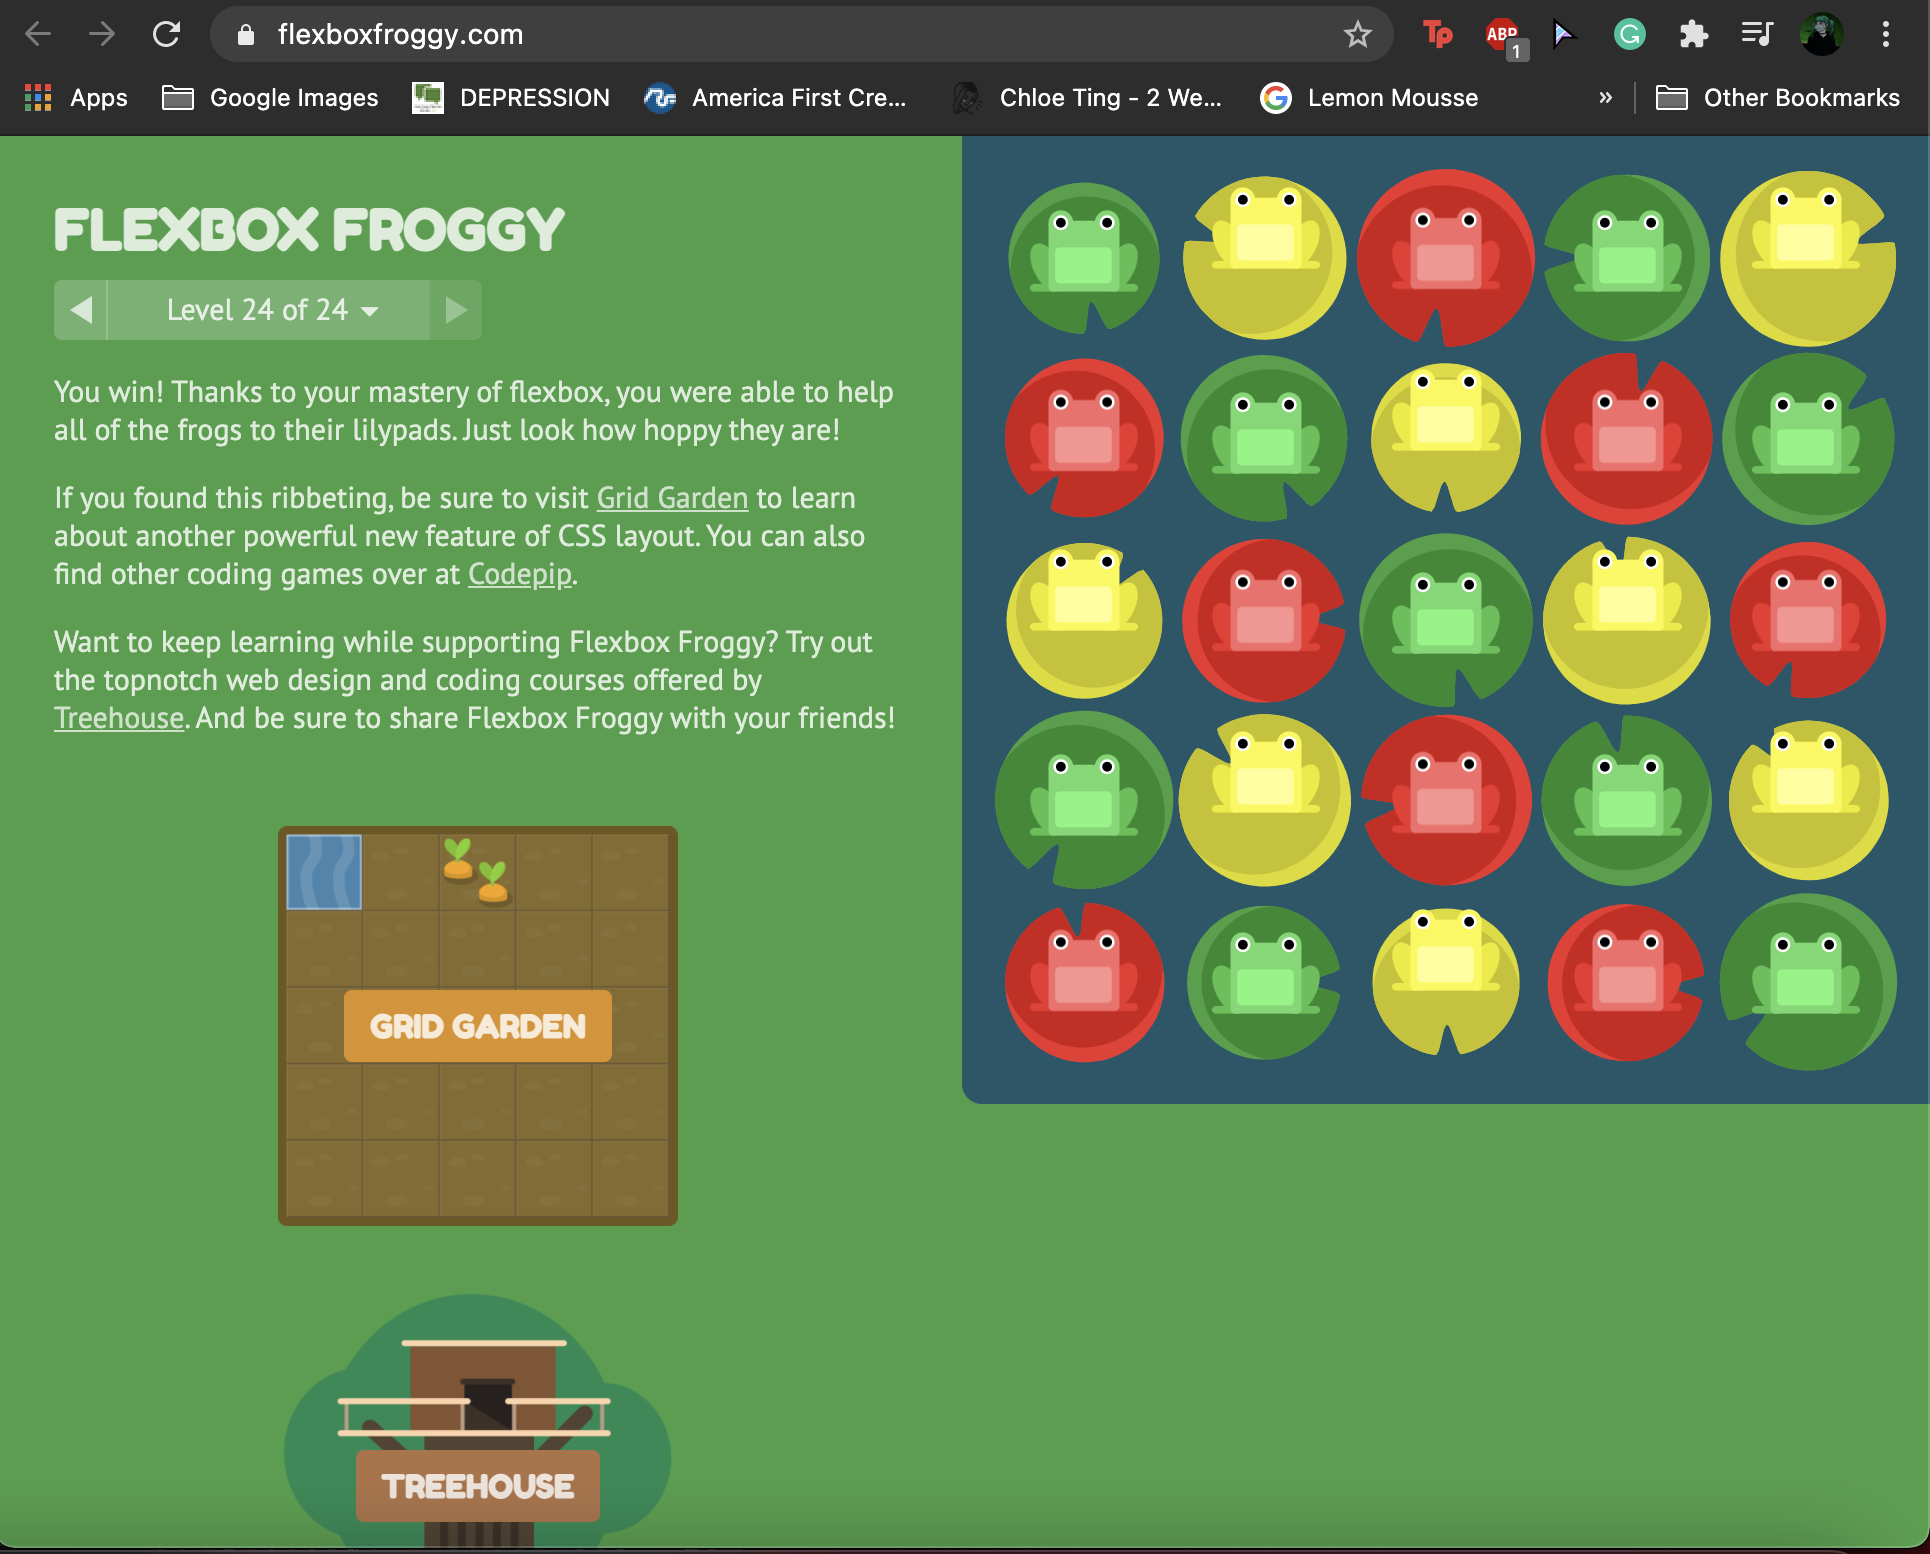 flexboxfroggy.com
Tp
ABP
1
G
Apps
Google Images
DEPRESSION
America First Cre...
Chloe Ting - 2 We...
Lemon Mousse
»
Other Bookmarks
FLEXBOX FROGGY
Level 24 of 24
You win! Thanks to your mastery of flexbox, you were able to help
all of the frogs to their lilypads. Just look how hoppy they are!
If you found this ribbeting, be sure to visit Grid Garden to learn
about another powerful new feature of CSS layout. You can also
find other coding games over at Codepip.
Want to keep learning while supporting Flexbox Froggy? Try out
the topnotch web design and coding courses offered by
Treehouse. And be sure to share Flexbox Froggy with your friends!
GRID GARDEN
TREEHOUSE